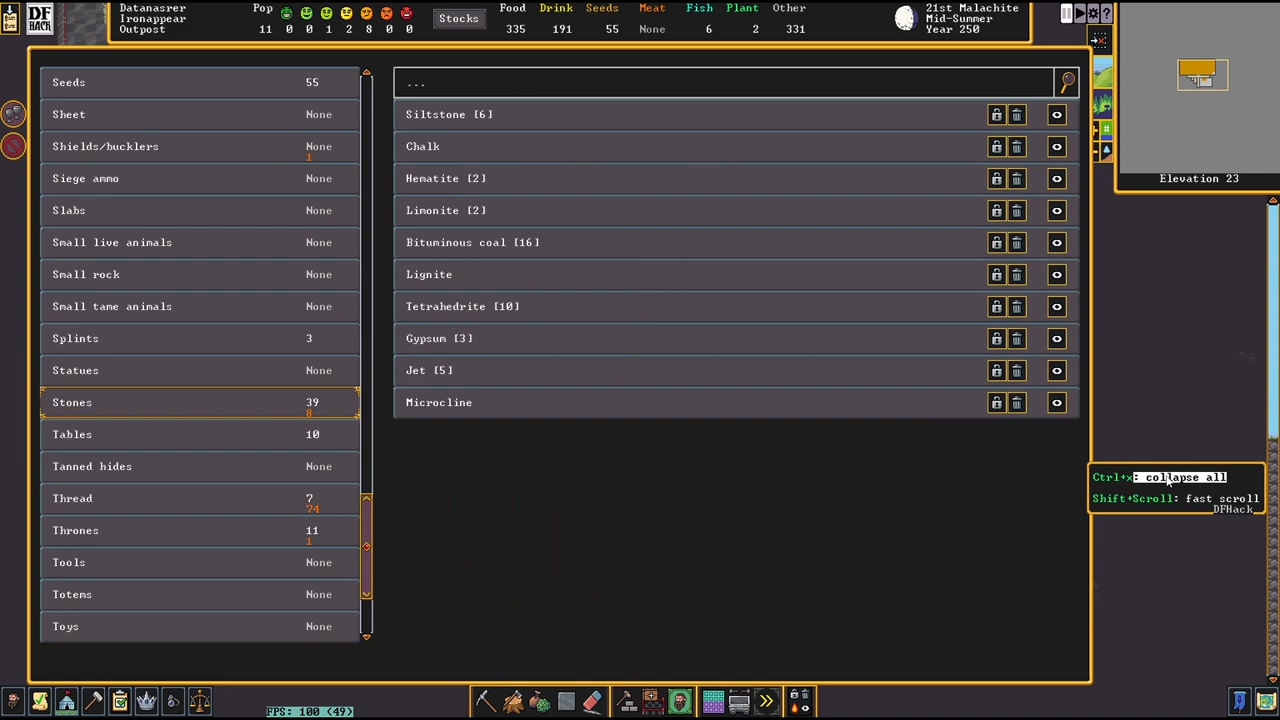 DF HACK
Datanasrer
Ironappear
Outpost
Pop
11 0 0 1 2 8 0 0
Stocks
Food Drink Seeds Meat Fish Plant Other
335 191 55 None 6 2 331
21st Malachite
Mid-Summer
Year 250
Elevation 23
Seeds 55
Sheet None
Shields/bucklers None
1
Siege ammo None
Slabs None
Small live animals None
Small rock None
Small tame animals None
Splints 3
Statues None
Stones 39
8
Tables 10
Tanned hides None
Thread 7
74
Thrones 11
1
Tools None
Totems None
Toys None
...
Siltstone [6]
Chalk
Hematite [2]
Limonite [2]
Bituminous coal [16]
Lignite
Tetrahedrite [10]
Gypsum [3]
Jet [5]
Microcline
Ctrl+x: collapse all
Shift+Scroll: fast scroll
DFHack
FPS: 100 (49)